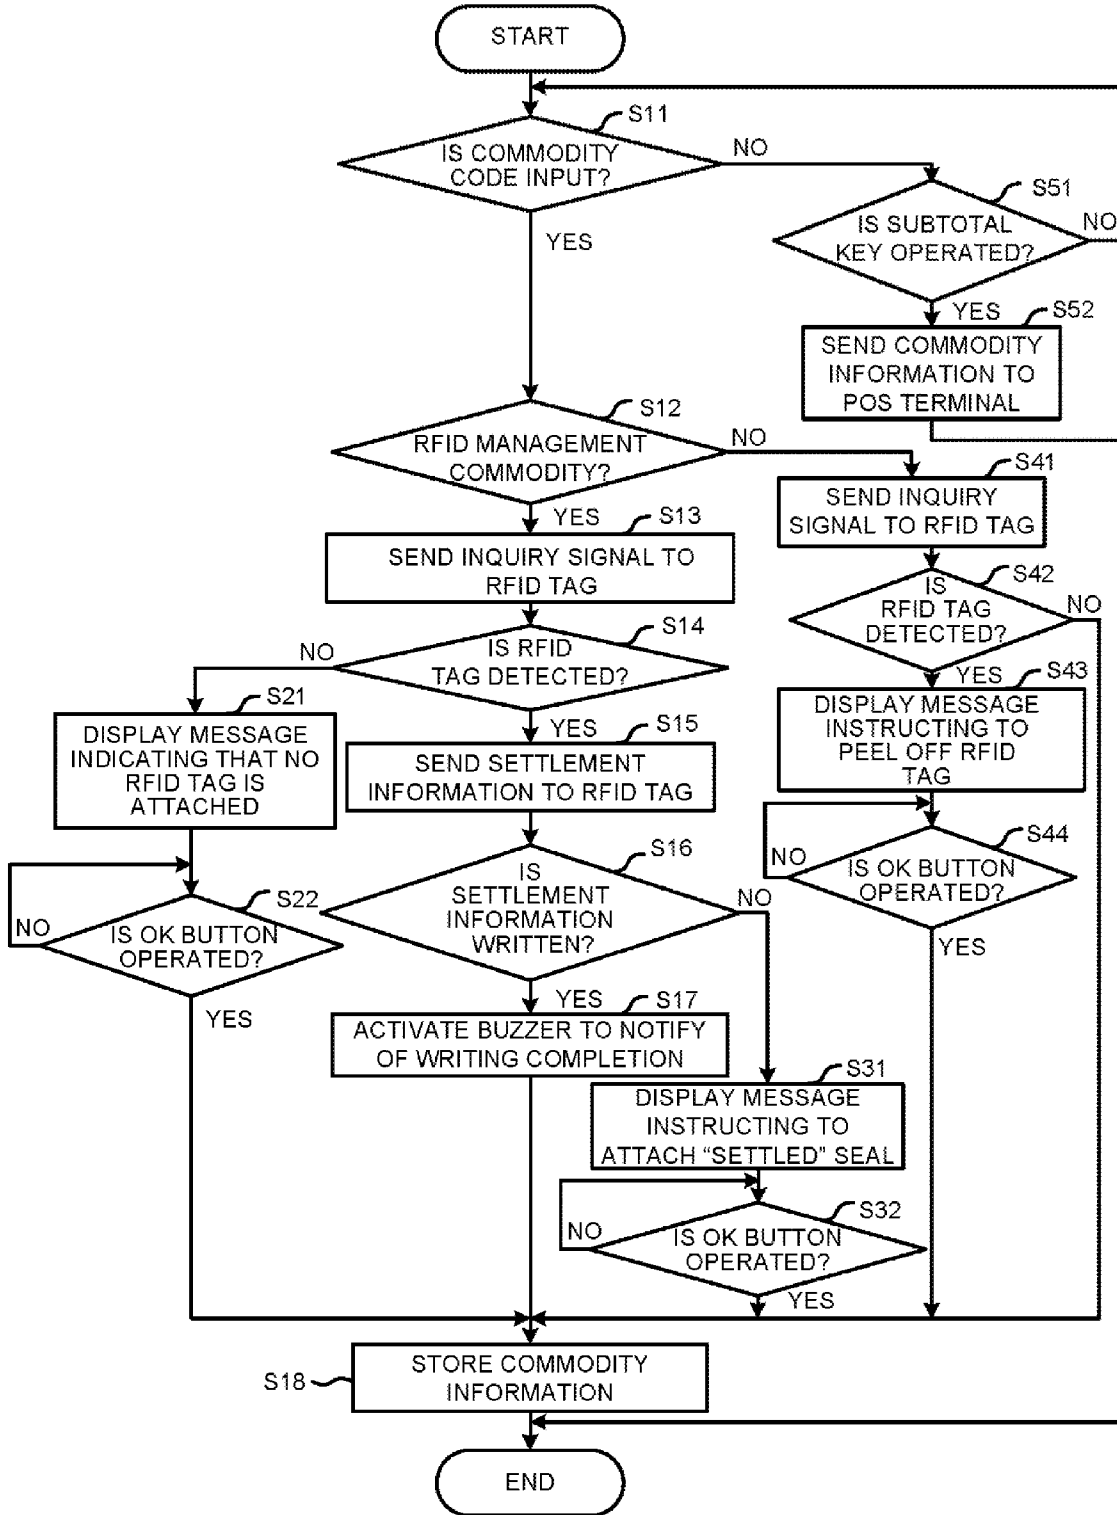 START
S11
IS COMMODITY
CODE INPUT?
NO
YES
S51
IS SUBTOTAL
KEY OPERATED?
NO
YES
S52
SEND COMMODITY
INFORMATION TO
POS TERMINAL
S12
RFID MANAGEMENT
COMMODITY?
NO
YES
S41
SEND INQUIRY
SIGNAL TO RFID TAG
S13
SEND INQUIRY SIGNAL TO
RFID TAG
S42
IS
RFID TAG
DETECTED?
NO
YES
S14
IS RFID
TAG DETECTED?
NO
YES
S43
DISPLAY MESSAGE
INSTRUCTING TO
PEEL OFF RFID
TAG
S21
DISPLAY MESSAGE
INDICATING THAT NO
RFID TAG IS
ATTACHED
S15
SEND SETTLEMENT
INFORMATION TO RFID TAG
S44
IS OK BUTTON
OPERATED?
NO
YES
S16
IS
SETTLEMENT
INFORMATION
WRITTEN?
NO
YES
S22
IS OK BUTTON
OPERATED?
NO
YES
S17
ACTIVATE BUZZER TO NOTIFY
OF WRITING COMPLETION
S31
DISPLAY MESSAGE
INSTRUCTING TO
ATTACH “SETTLED” SEAL
S32
IS OK BUTTON
OPERATED?
NO
YES
S18
STORE COMMODITY
INFORMATION
END